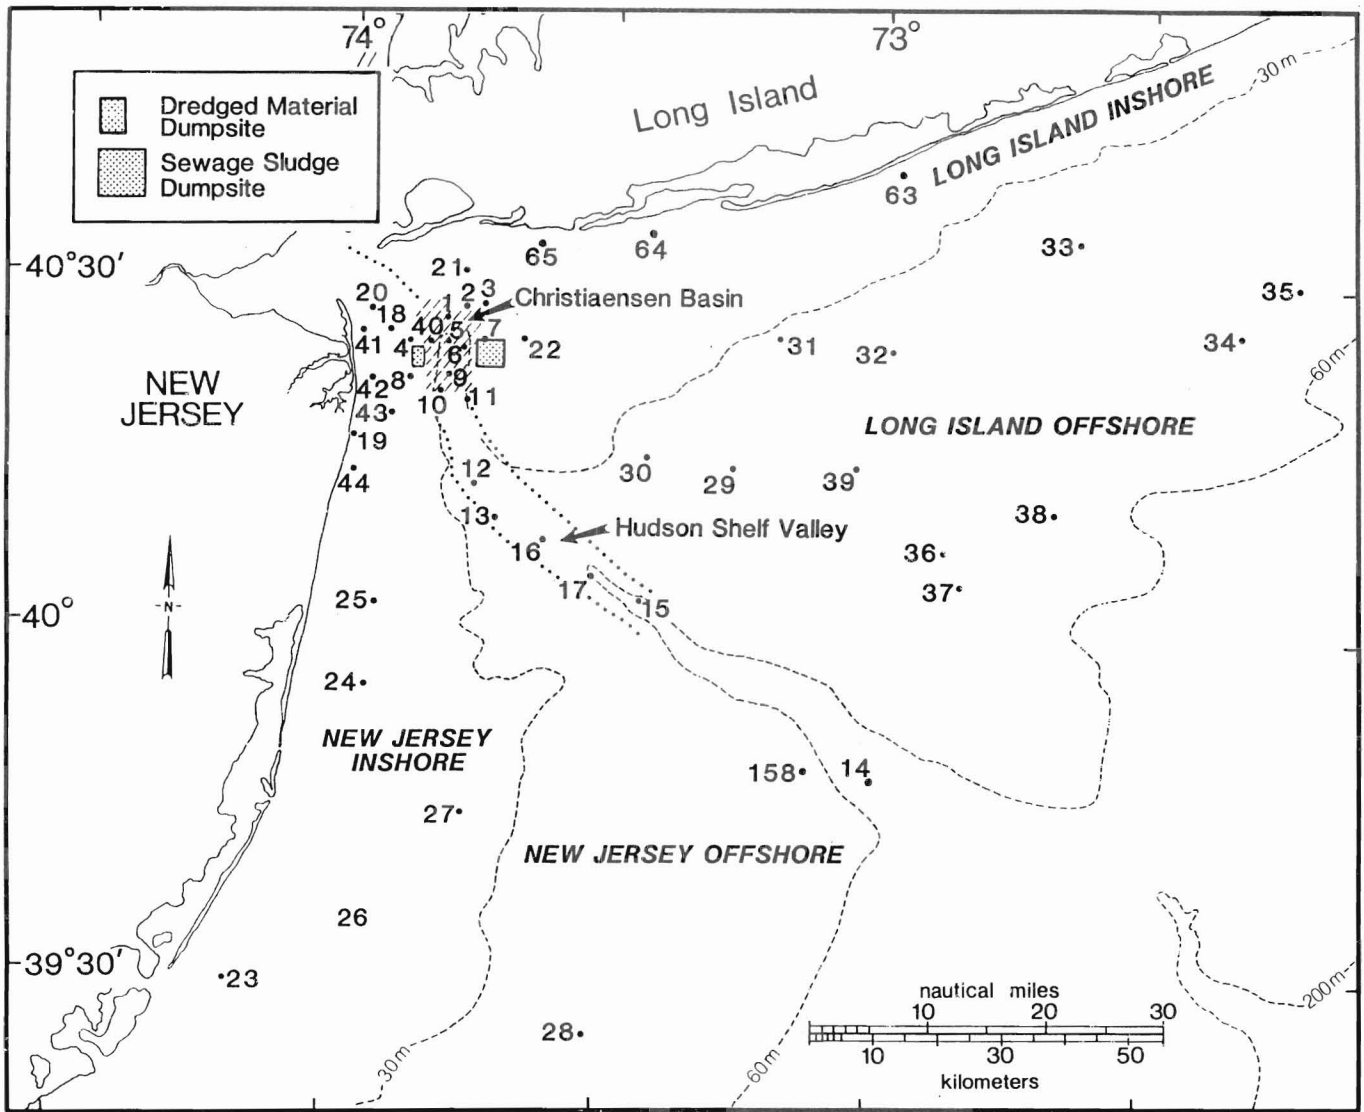 74°
73°
Dredged Material
Dumpsite
Sewage Sludge
Dumpsite
Long Island
LONG ISLAND INSHORE
30m
63
64
65
33
40°30'
21
35
20
2
3
1
Christiaensen Basin
18
40
5
7
41
4
6
22
31
32
34
60m
NEW
JERSEY
42
8
9
10
11
43
19
LONG ISLAND OFFSHORE
44
12
30
29
39
13
38
16
Hudson Shelf Valley
36
17
37
N
25
15
40°
24
NEW JERSEY
INSHORE
158
14
27
NEW JERSEY OFFSHORE
26
39°30'
23
200m
28
30m
60m
nautical miles
10 20 30
10 30 50
kilometers